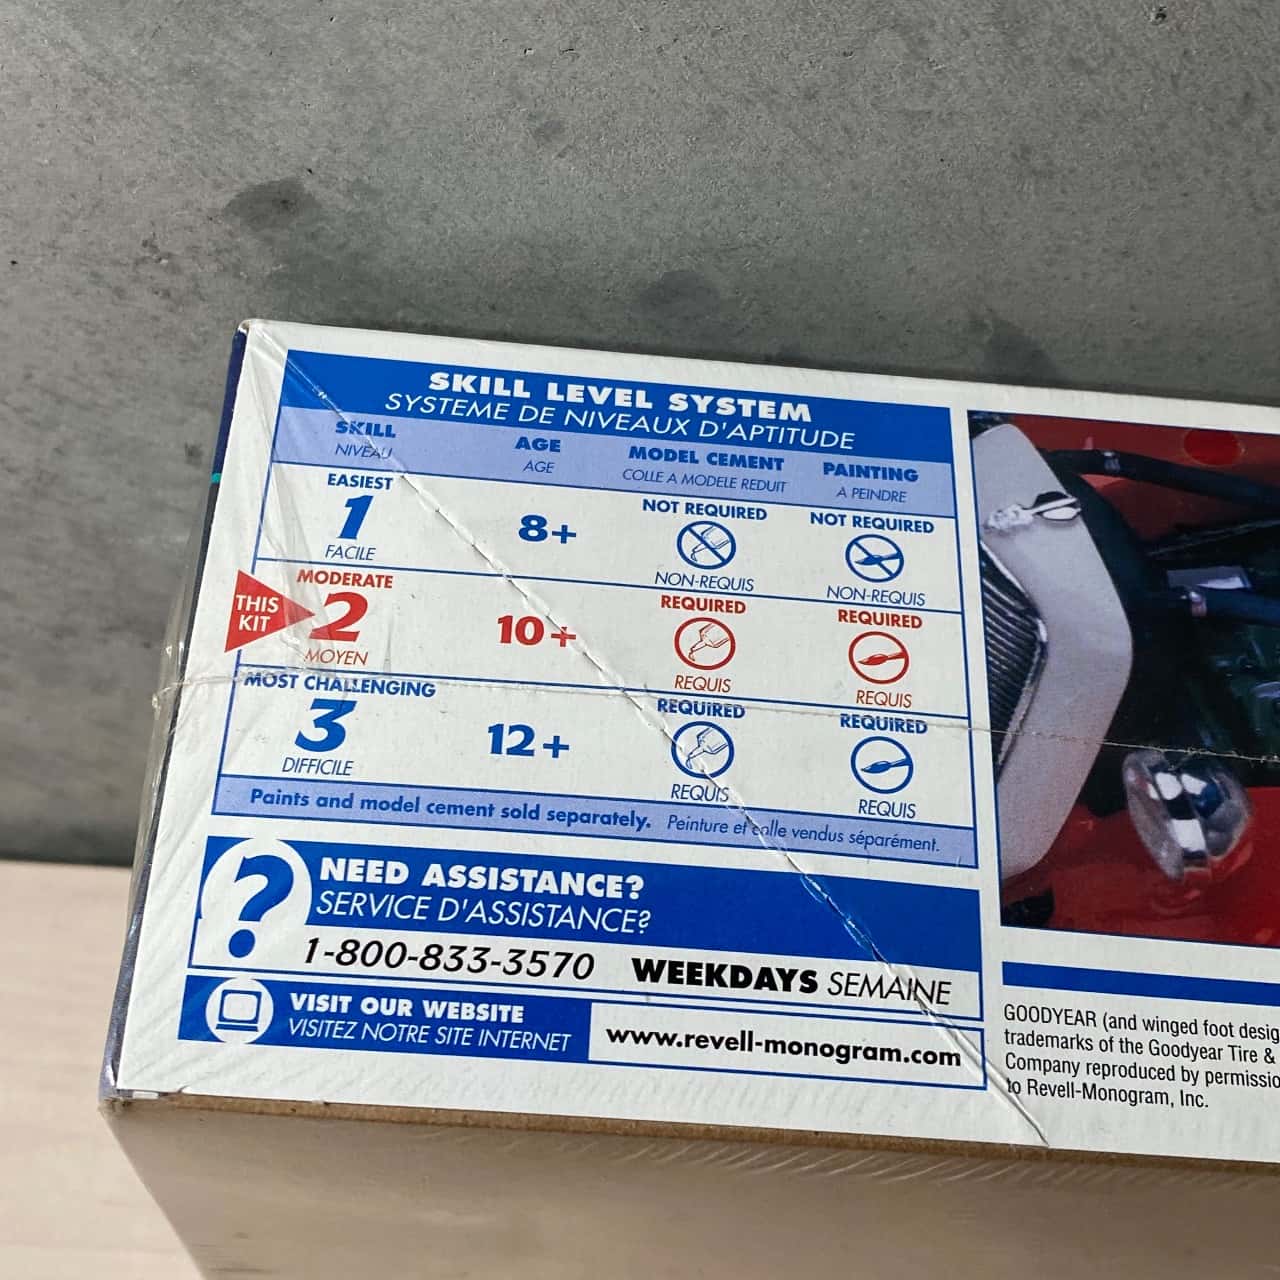 SKILL LEVEL SYSTEM
SYSTEME DE NIVEAUX D'APTITUDE
SKILL AGE MODEL CEMENT PAINTING
NIVEAU AGE COLLE A MODELE REDUIT A PEINDRE
EASIEST NOT REQUIRED NOT REQUIRED
1 8+
FACILE NON-REQUIS NON-REQUIS
MODERATE REQUIRED REQUIRED
THIS KIT 2 10+
MOYEN REQUIS REQUIS
MOST CHALLENGING REQUIRED REQUIRED
3 12+
DIFFICILE REQUIS REQUIS
Paints and model cement sold separately. Peinture et colle vendus séparément.
? NEED ASSISTANCE?
SERVICE D'ASSISTANCE?
1-800-833-3570 WEEKDAYS SEMAINE
VISIT OUR WEBSITE
VISITEZ NOTRE SITE INTERNET www.revell-monogram.com
GOODYEAR (and winged foot desig
trademarks of the Goodyear Tire &
Company reproduced by permissio
to Revell-Monogram, Inc.